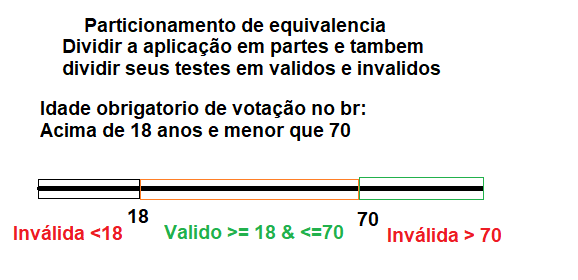 Particionamento de equivalencia
Dividir a aplicação em partes e tambem
dividir seus testes em validos e invalidos
Idade obrigatorio de votação no br:
Acima de 18 anos e menor que 70
18
70
Inválida <18
Valido >= 18 & <=70
Inválida > 70